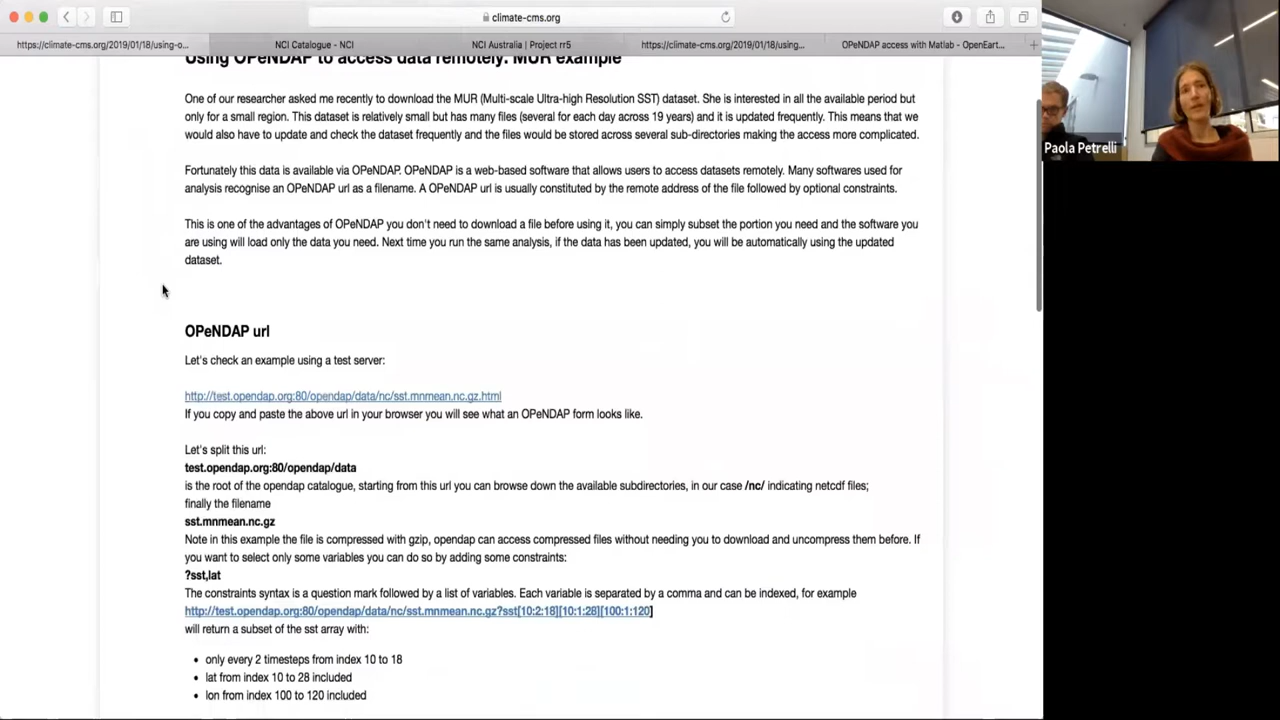 climate-cms.org
https://climate-cms.org/2019/01/18/using-o...
NCI Catalogue - NCI
NCI Australia | Project rr5
https://climate-cms.org/2019/01/18/using...
OPeNDAP access with Matlab - OpenEart...
Using OPeNDAP to access data remotely: MUR example
One of our researcher asked me recently to download the MUR (Multi-scale Ultra-high Resolution SST) dataset. She is interested in all the available period but
only for a small region. This dataset is relatively small but has many files (several for each day across 19 years) and it is updated frequently. This means that we
would also have to update and check the dataset frequently and the files would be stored across several sub-directories making the access more complicated.
Fortunately this data is available via OPeNDAP. OPeNDAP is a web-based software that allows users to access datasets remotely. Many softwares used for
analysis recognise an OPeNDAP url as a filename. A OPeNDAP url is usually constituted by the remote address of the file followed by optional constraints.
This is one of the advantages of OPeNDAP you don't need to download a file before using it, you can simply subset the portion you need and the software you
are using will load only the data you need. Next time you run the same analysis, if the data has been updated, you will be automatically using the updated
dataset.
OPeNDAP url
Let's check an example using a test server:
http://test.opendap.org:80/opendap/data/nc/sst.mnmean.nc.gz.html
If you copy and paste the above url in your browser you will see what an OPeNDAP form looks like.
Let's split this url:
test.opendap.org:80/opendap/data
is the root of the opendap catalogue, starting from this url you can browse down the available subdirectories, in our case /nc/ indicating netcdf files;
finally the filename
sst.mnmean.nc.gz
Note in this example the file is compressed with gzip, opendap can access compressed files without needing you to download and uncompress them before. If
you want to select only some variables you can do so by adding some constraints:
?sst,lat
The constraints syntax is a question mark followed by a list of variables. Each variable is separated by a comma and can be indexed, for example
http://test.opendap.org:80/opendap/data/nc/sst.mnmean.nc.gz?sst[10:2:18][10:1:28][100:1:120]
will return a subset of the sst array with:
• only every 2 timesteps from index 10 to 18
• lat from index 10 to 28 included
• lon from index 100 to 120 included
Paola Petrelli